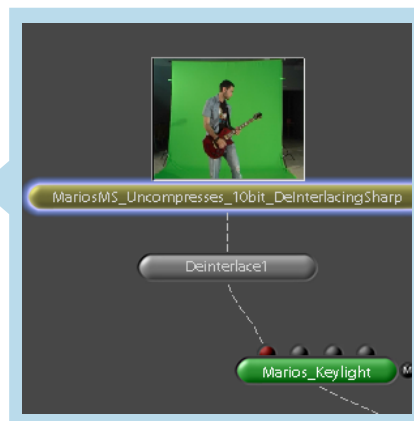 MariosMS_Uncompresses_10bit_DeInterlacingSharp
Deinterlace1
Marios_Keylight
M